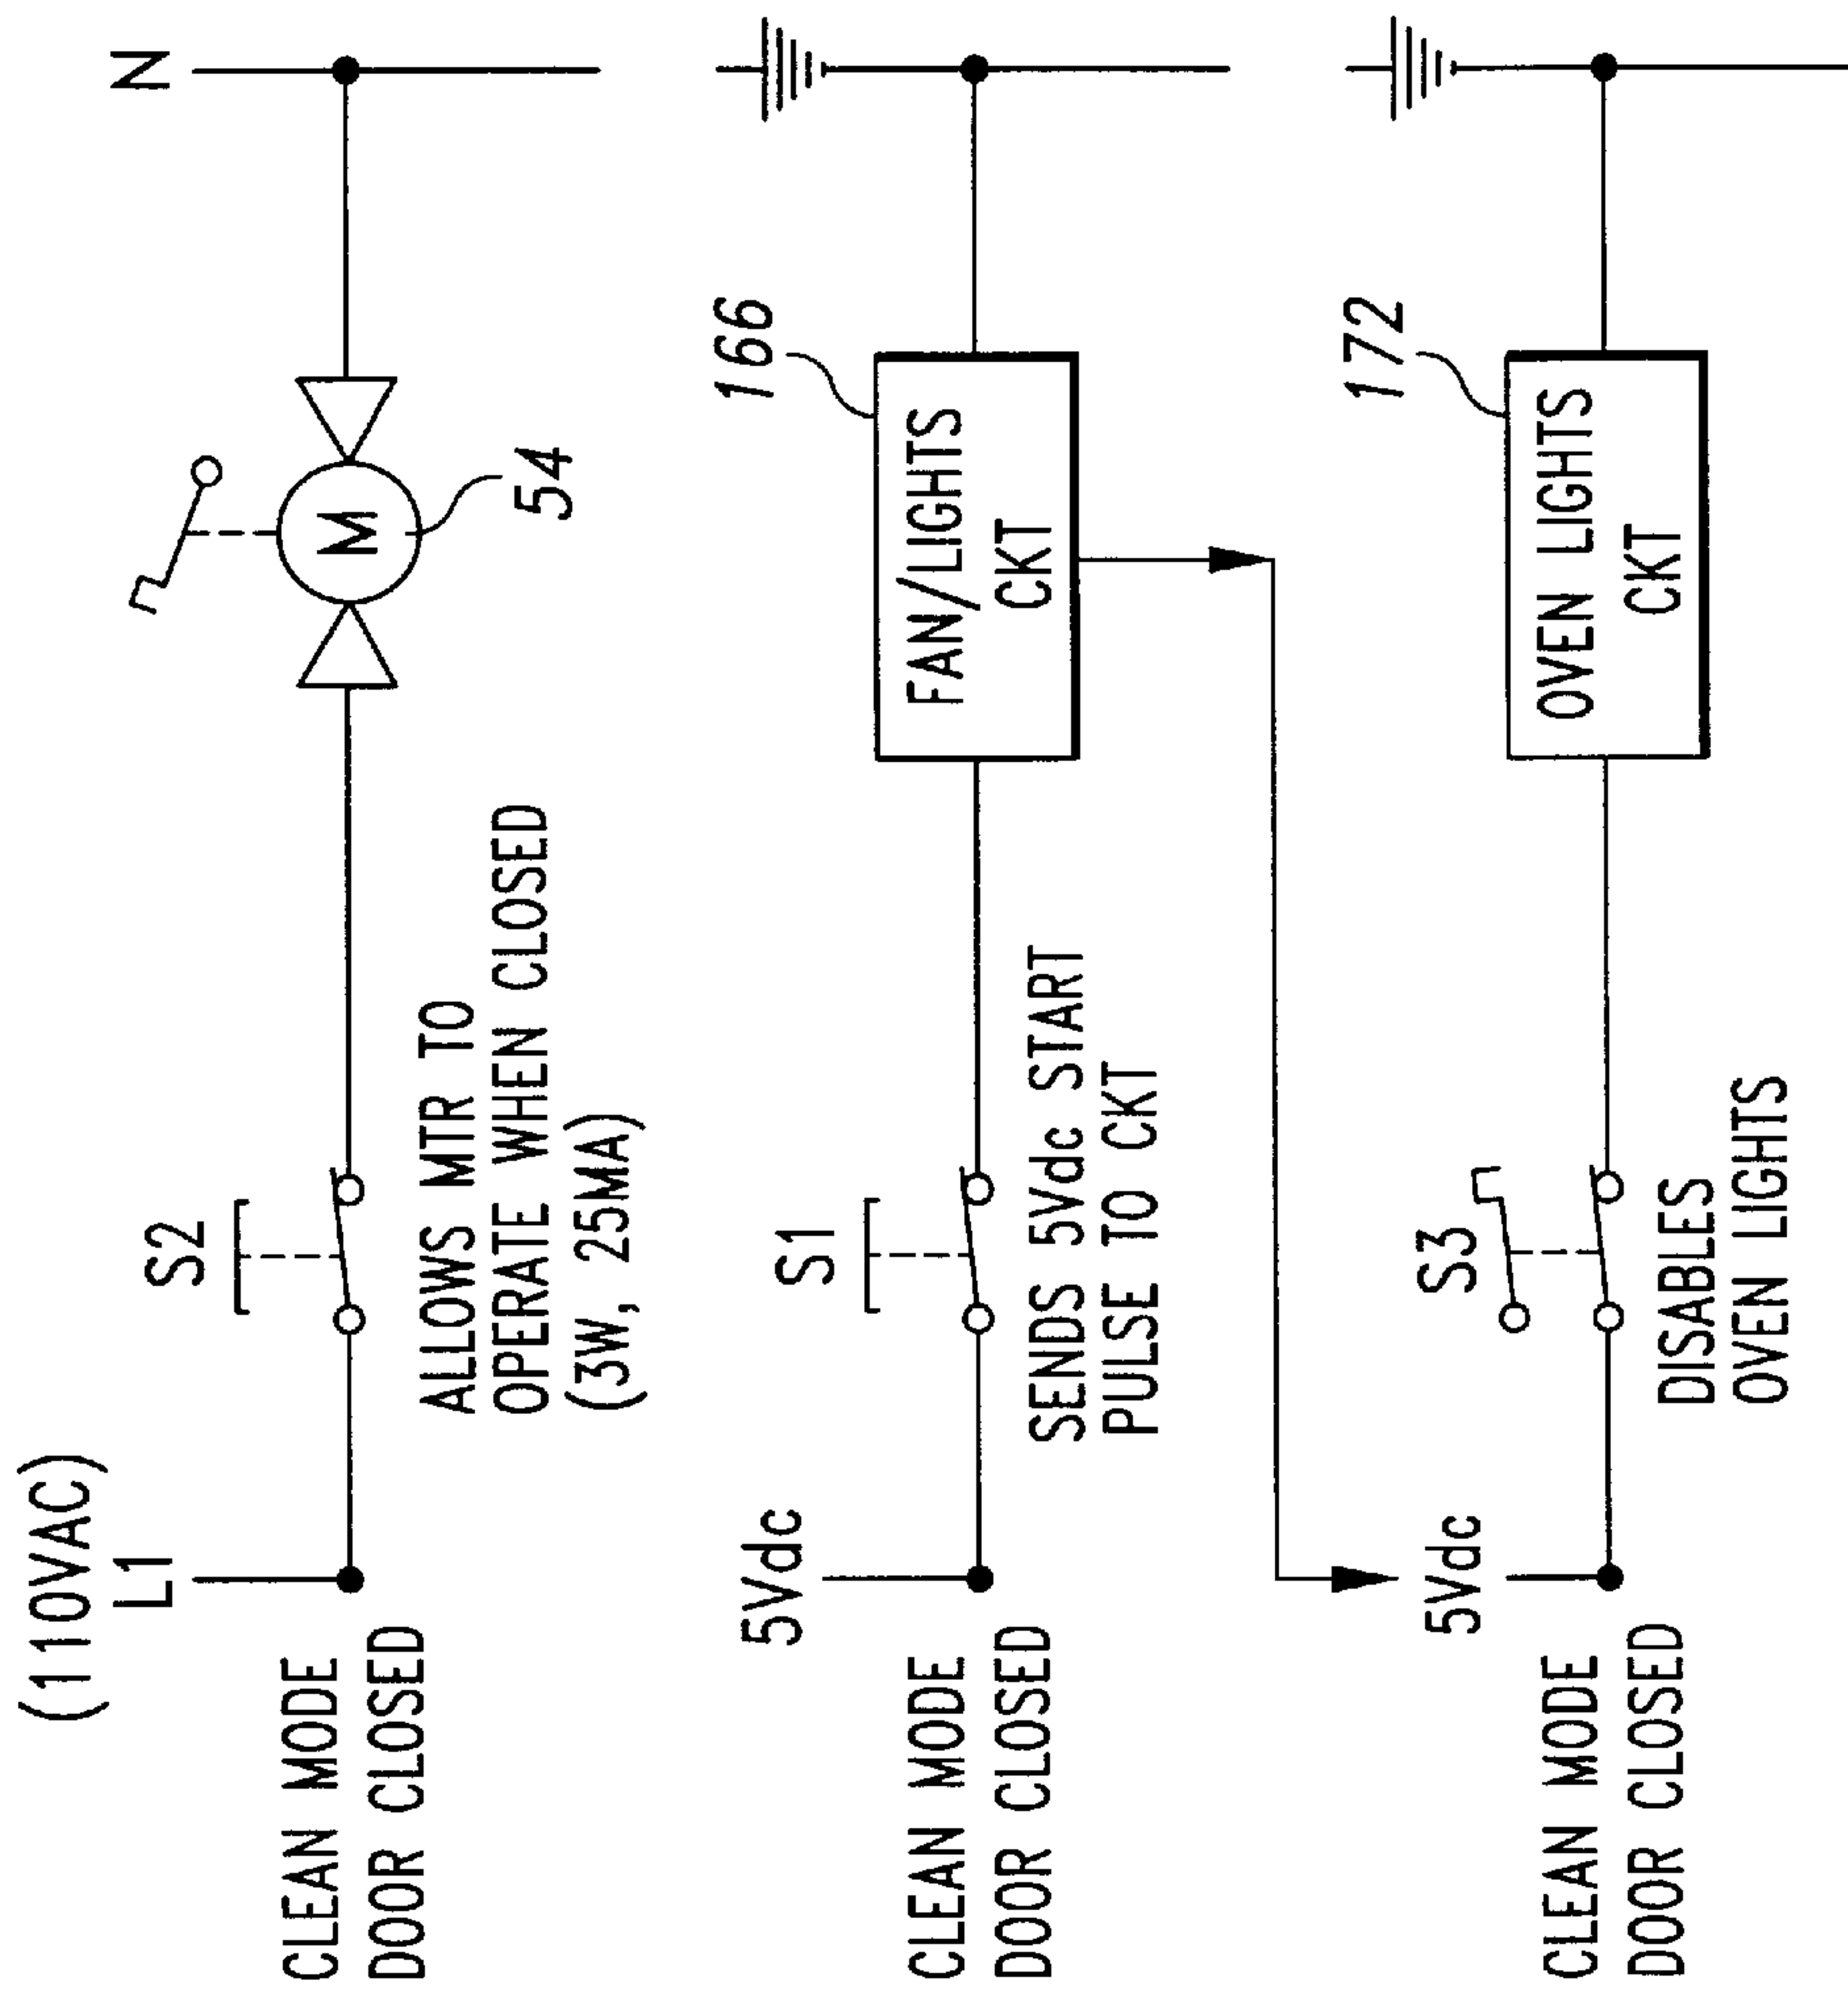 (110VAC)
L1
N
S2
CLEAN MODE
DOOR CLOSED
M
54
ALLOWS MTR TO
OPERATE WHEN CLOSED
(3W, 25MA)
5Vdc
S1
166
CLEAN MODE
DOOR CLOSED
FAN/LIGHTS
CKT
SENDS 5Vdc START
PULSE TO CKT
5Vdc
S3
172
CLEAN MODE
DOOR CLOSED
OVEN LIGHTS
CKT
DISABLES
OVEN LIGHTS